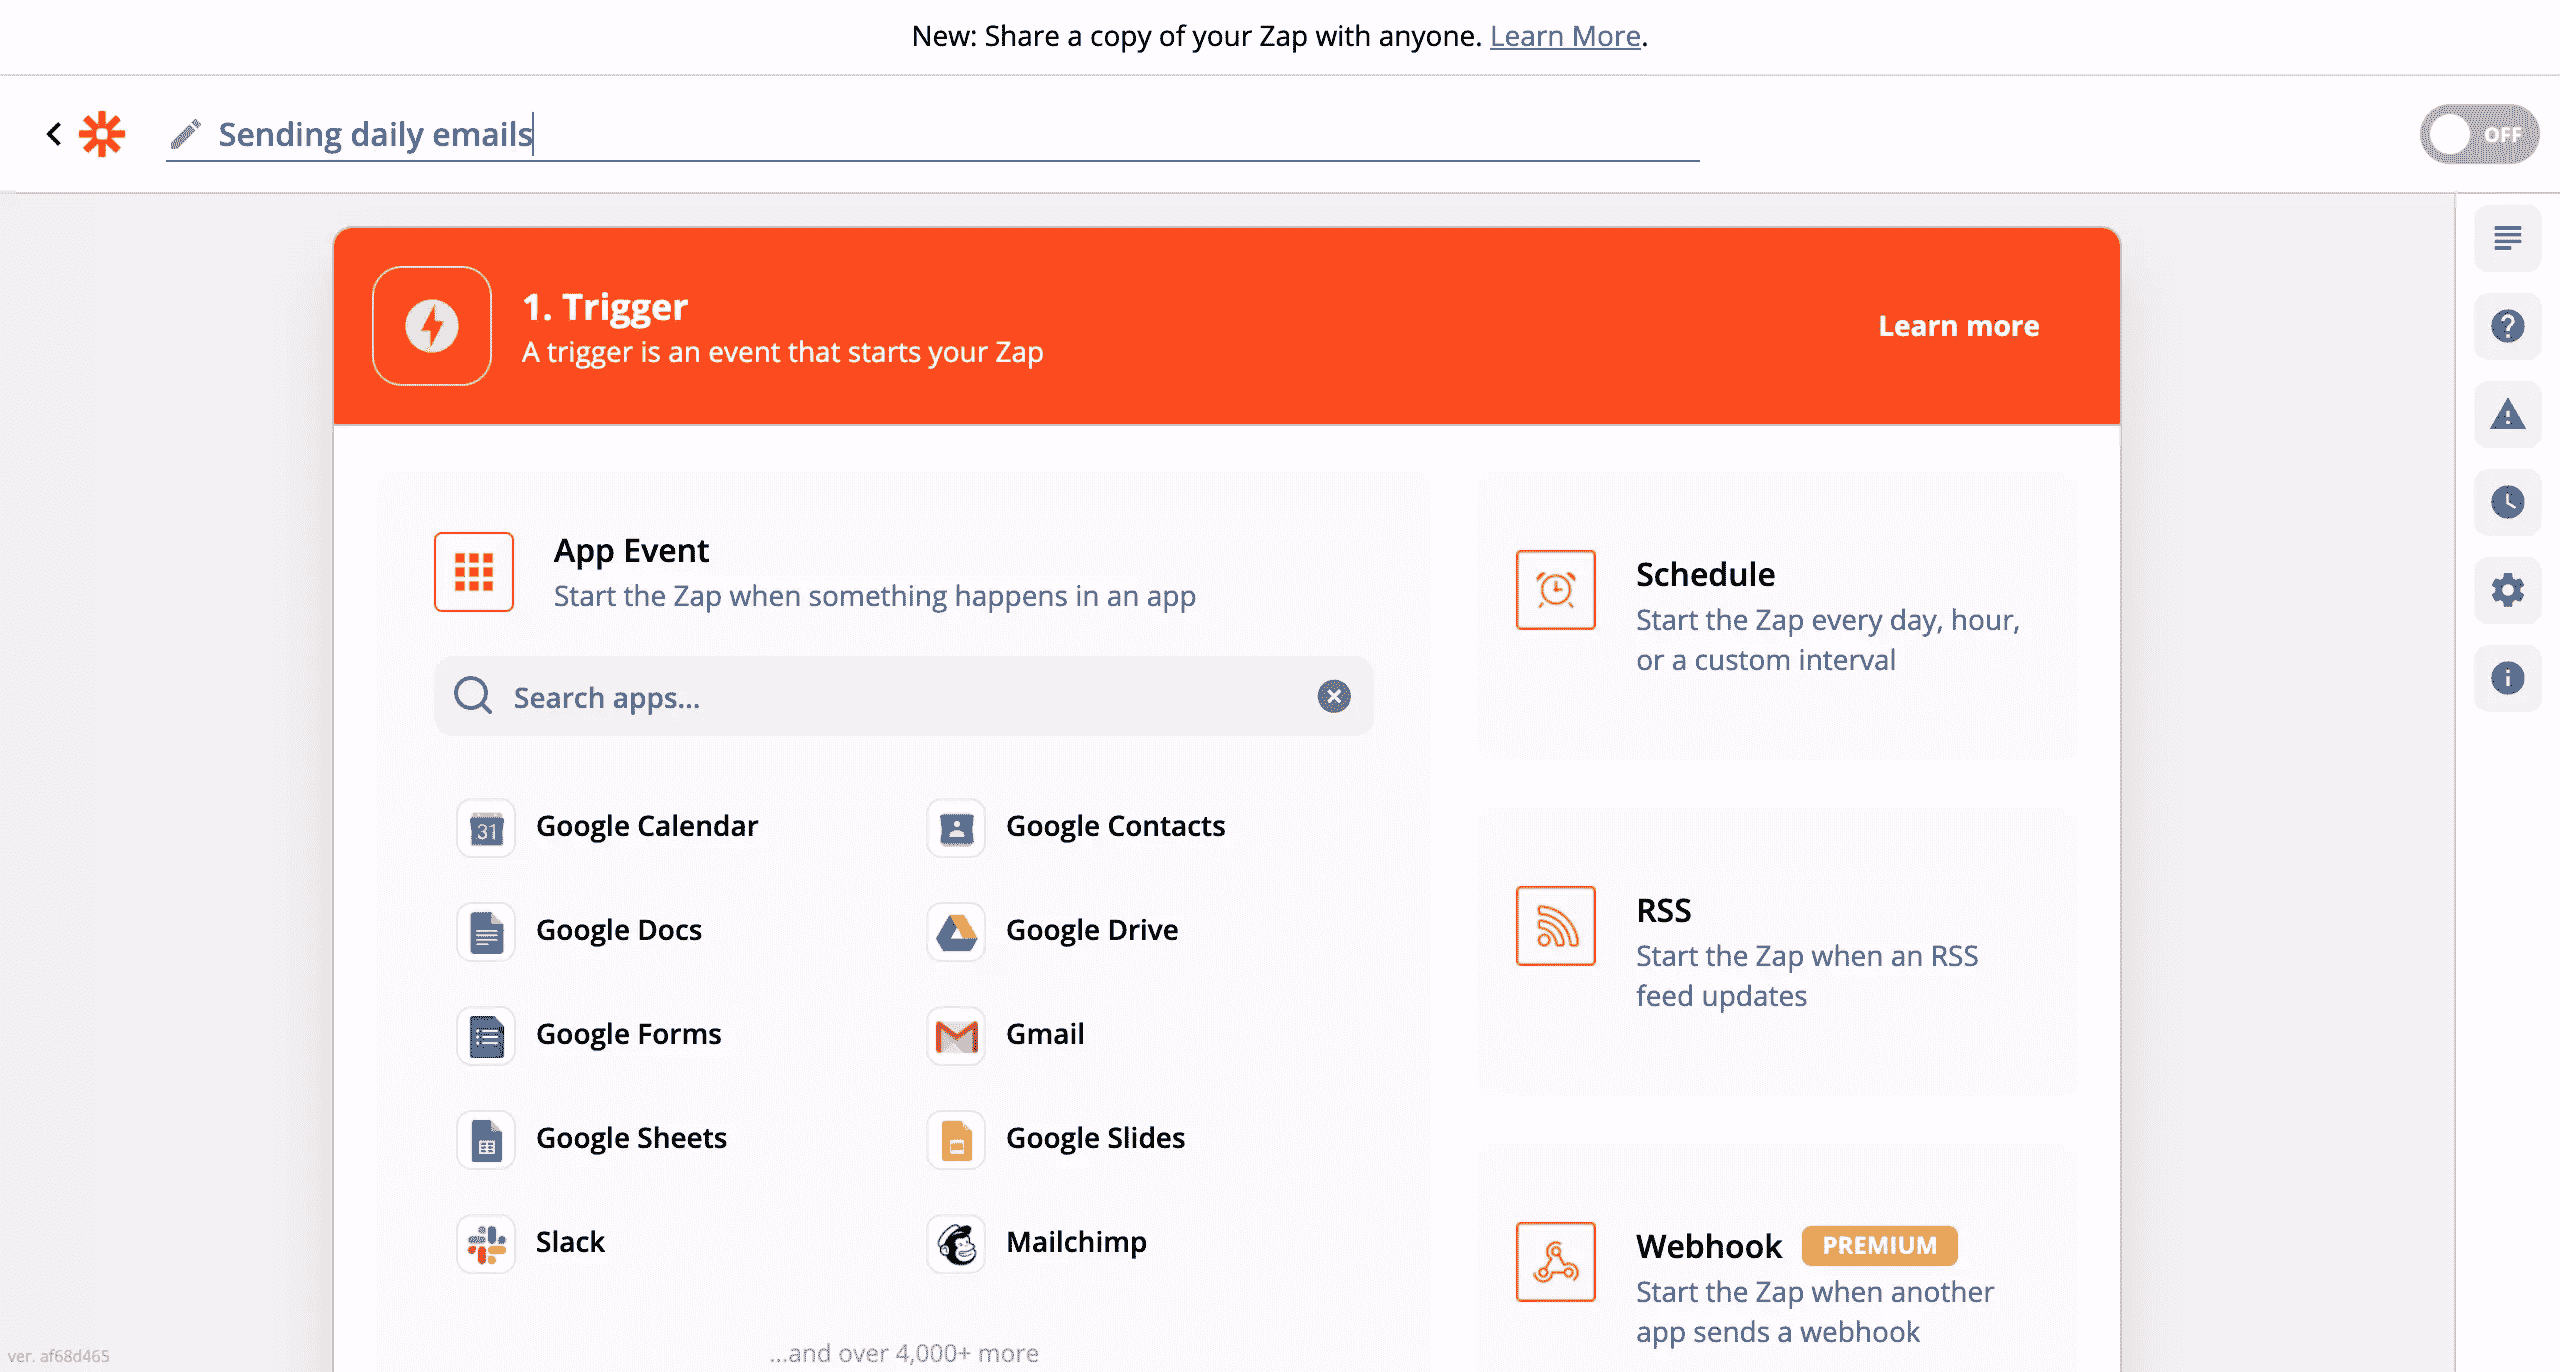 New: Share a copy of your Zap with anyone. Learn More.
Sending daily emails
OFF
1. Trigger
A trigger is an event that starts your Zap
Learn more
App Event
Start the Zap when something happens in an app
Search apps...
31
Google Calendar
Google Contacts
Google Docs
Google Drive
Google Forms
Gmail
Google Sheets
Google Slides
Slack
Mailchimp
...and over 4,000+ more
Schedule
Start the Zap every day, hour,
or a custom interval
RSS
Start the Zap when an RSS
feed updates
Webhook PREMIUM
Start the Zap when another
app sends a webhook
ver. af68d465